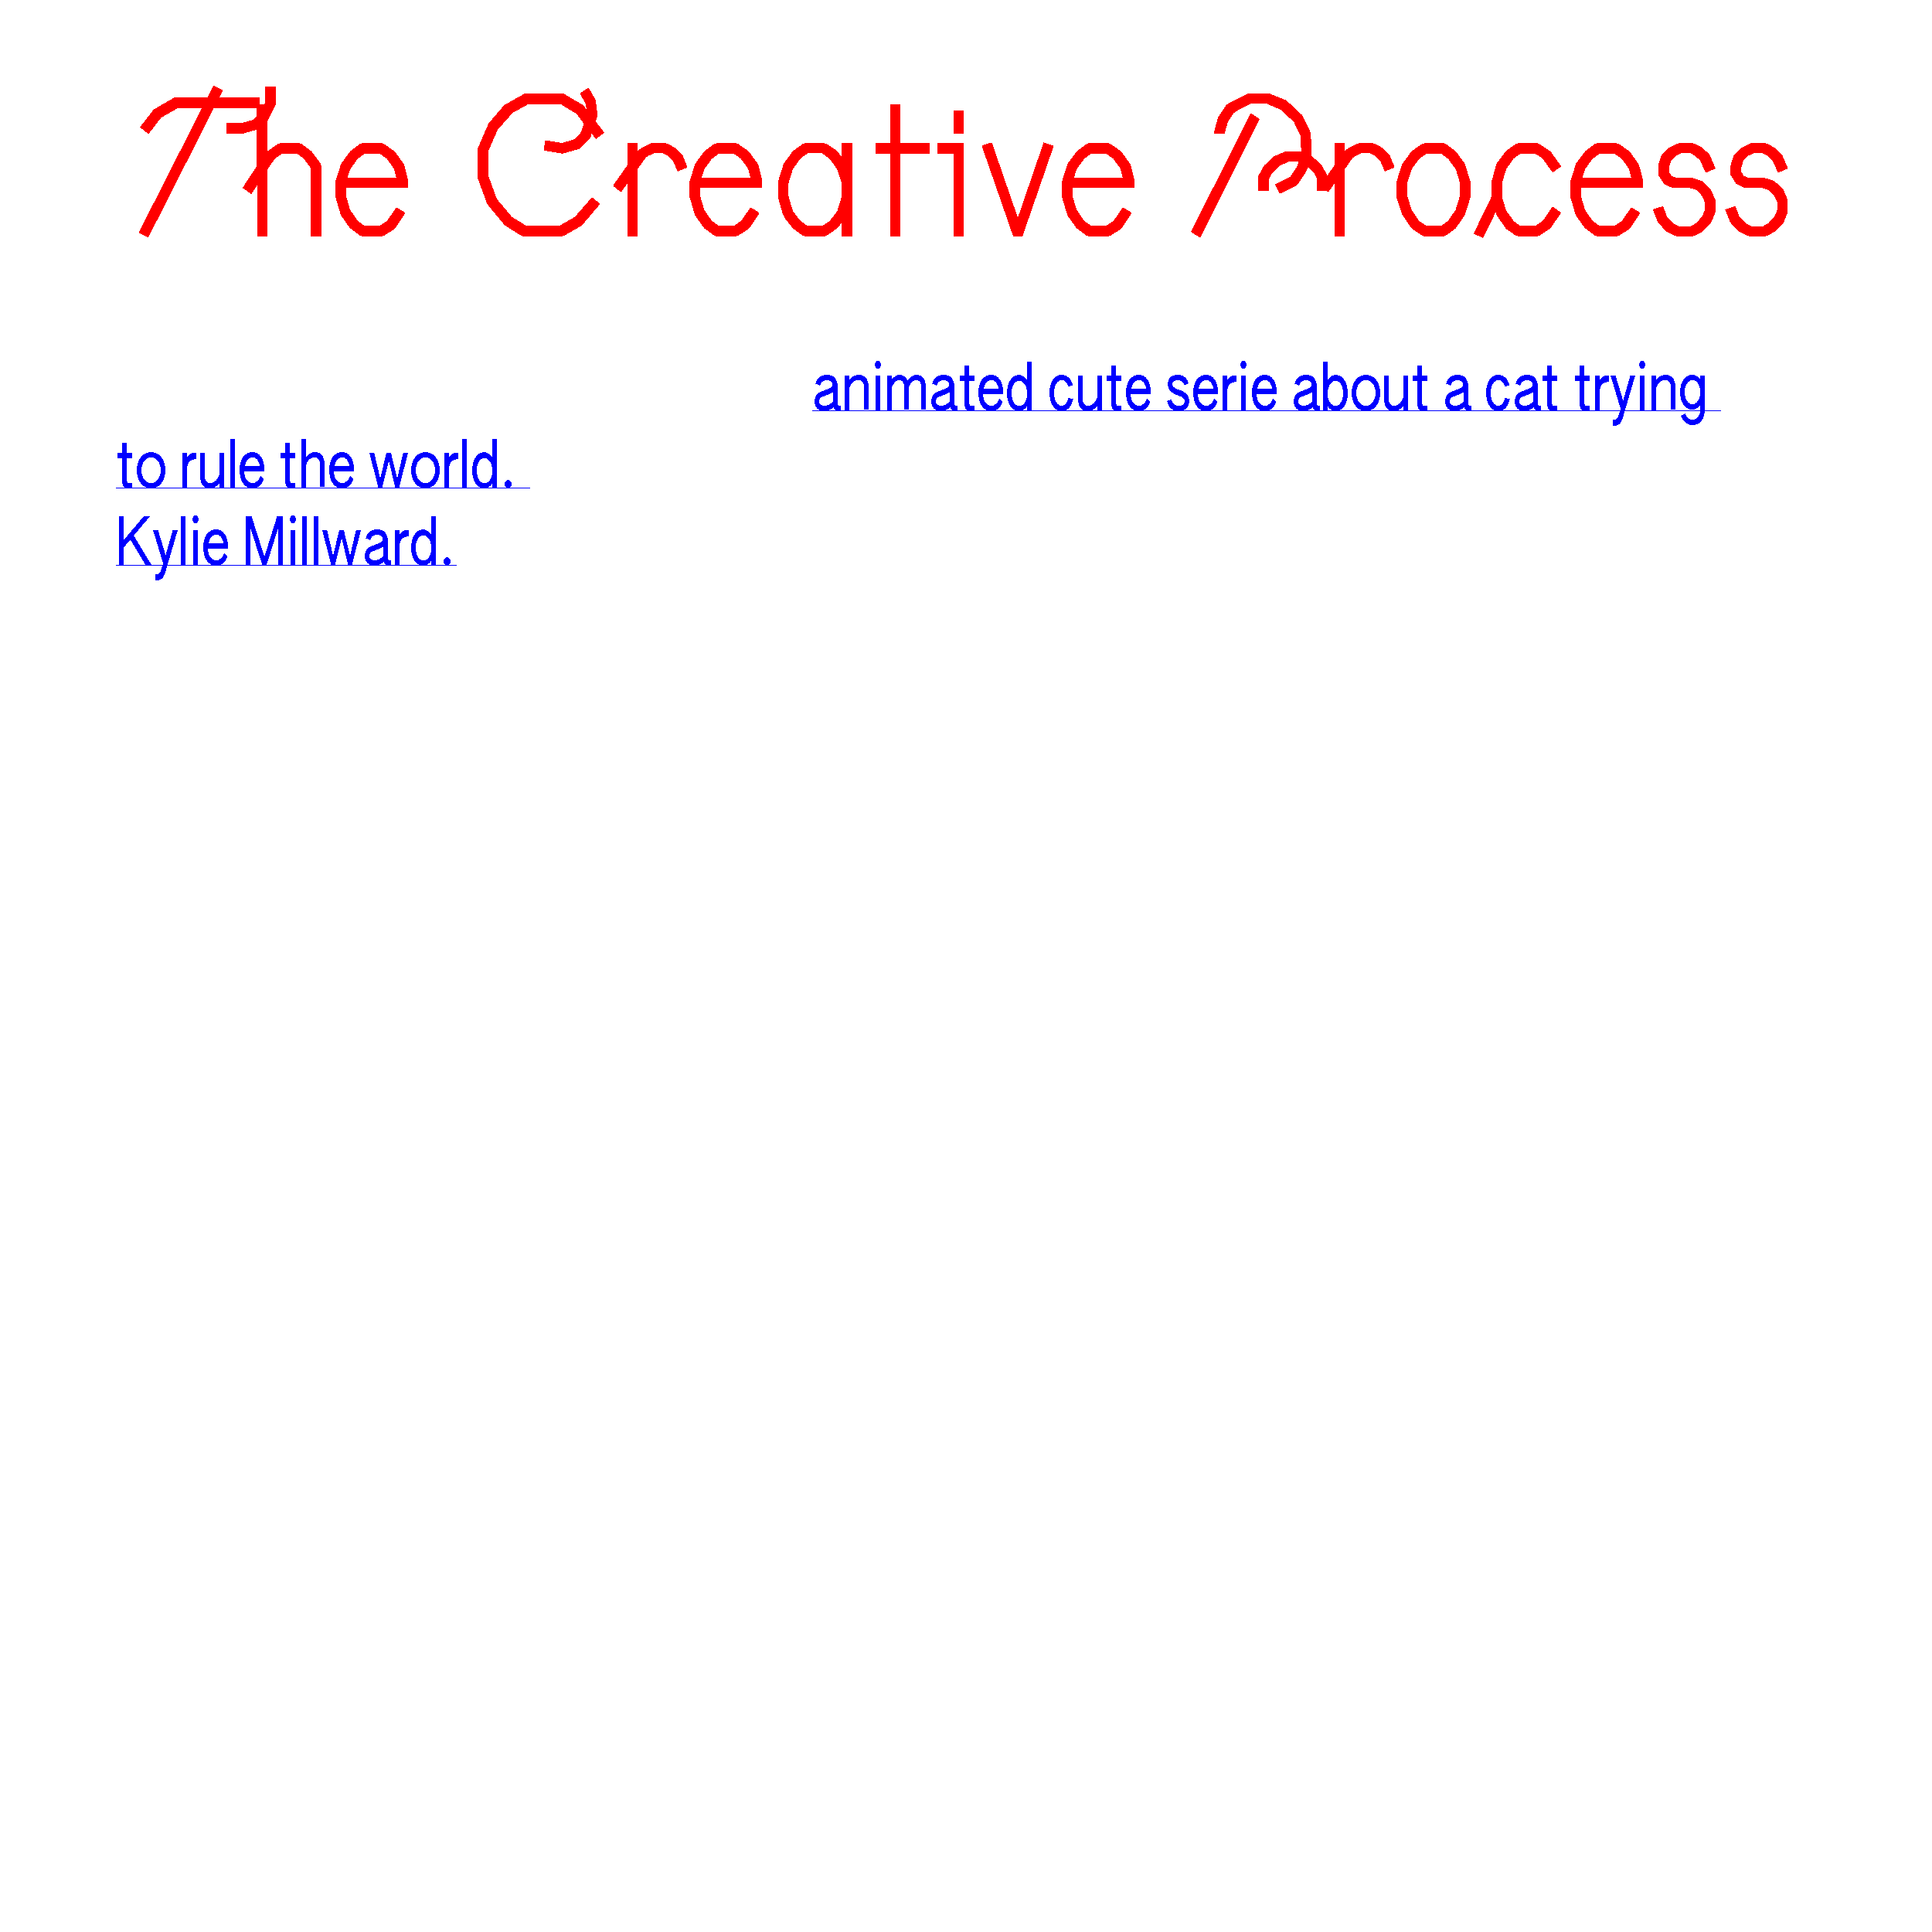 The Creative Process
animated cute serie about a cat trying
to rule the world.
Kylie Millward.